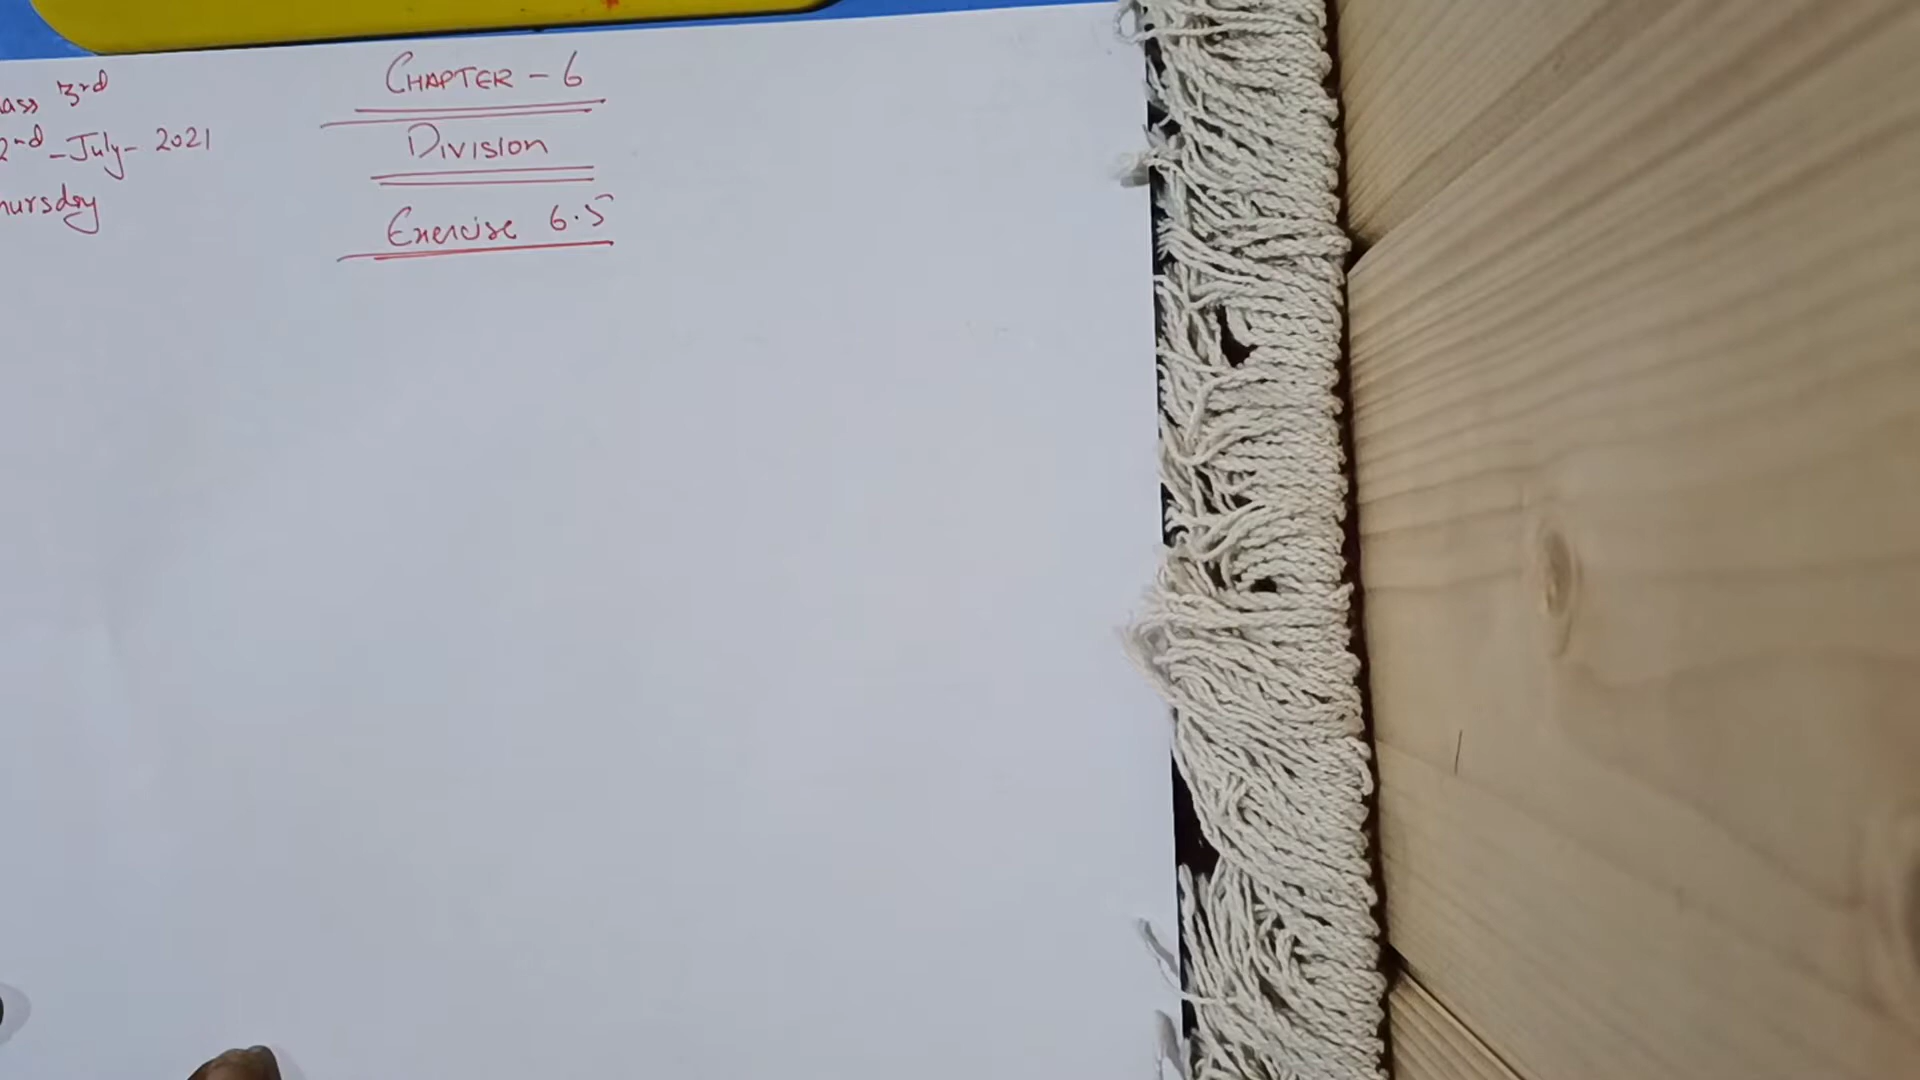 ass 3rd
2nd - July - 2021
hursday
CHAPTER - 6
DIVISION
Exercise 6.5